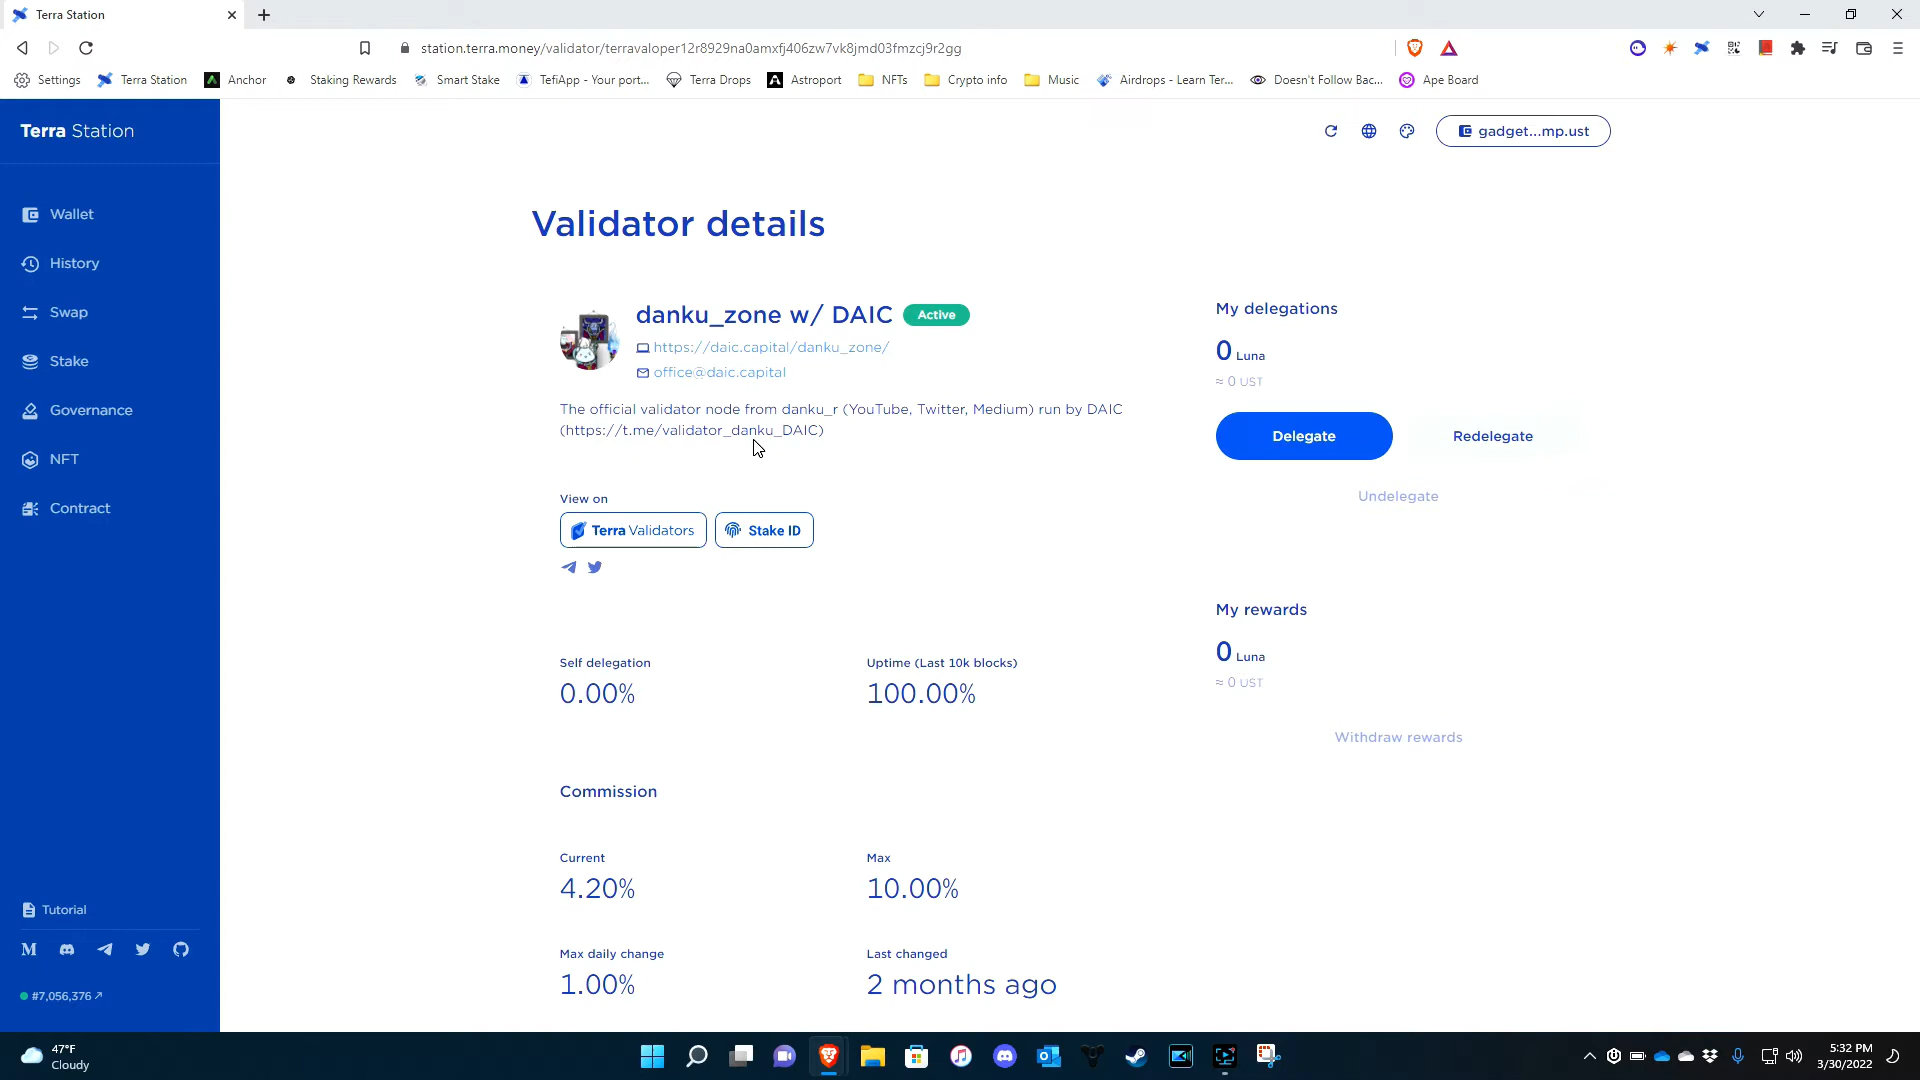 Terra Station
station.terra.money/validator/terravaloper12r8929na0amxfj406zw7vk8jmd03fmzcj9r2gg
Settings Terra Station Anchor Staking Rewards Smart Stake TefiApp - Your port... Terra Drops Astroport NFTs Crypto info Music Airdrops - Learn Ter... Doesn't Follow Bac... Ape Board
Terra Station
gadget...mp.ust
Wallet
History
Swap
Stake
Governance
NFT
Contract
Tutorial
#7,056,376
Validator details
danku_zone w/ DAIC Active
https://daic.capital/danku_zone/
office@daic.capital
The official validator node from danku_r (YouTube, Twitter, Medium) run by DAIC
(https://t.me/validator_danku_DAIC)
View on
Terra Validators Stake ID
Self delegation Uptime (Last 10k blocks)
0.00% 100.00%
Commission
Current Max
4.20% 10.00%
Max daily change Last changed
1.00% 2 months ago
My delegations
0 Luna
≈ 0 UST
Delegate Redelegate
Undelegate
My rewards
0 Luna
≈ 0 UST
Withdraw rewards
47°F
Cloudy
5:32 PM
3/30/2022